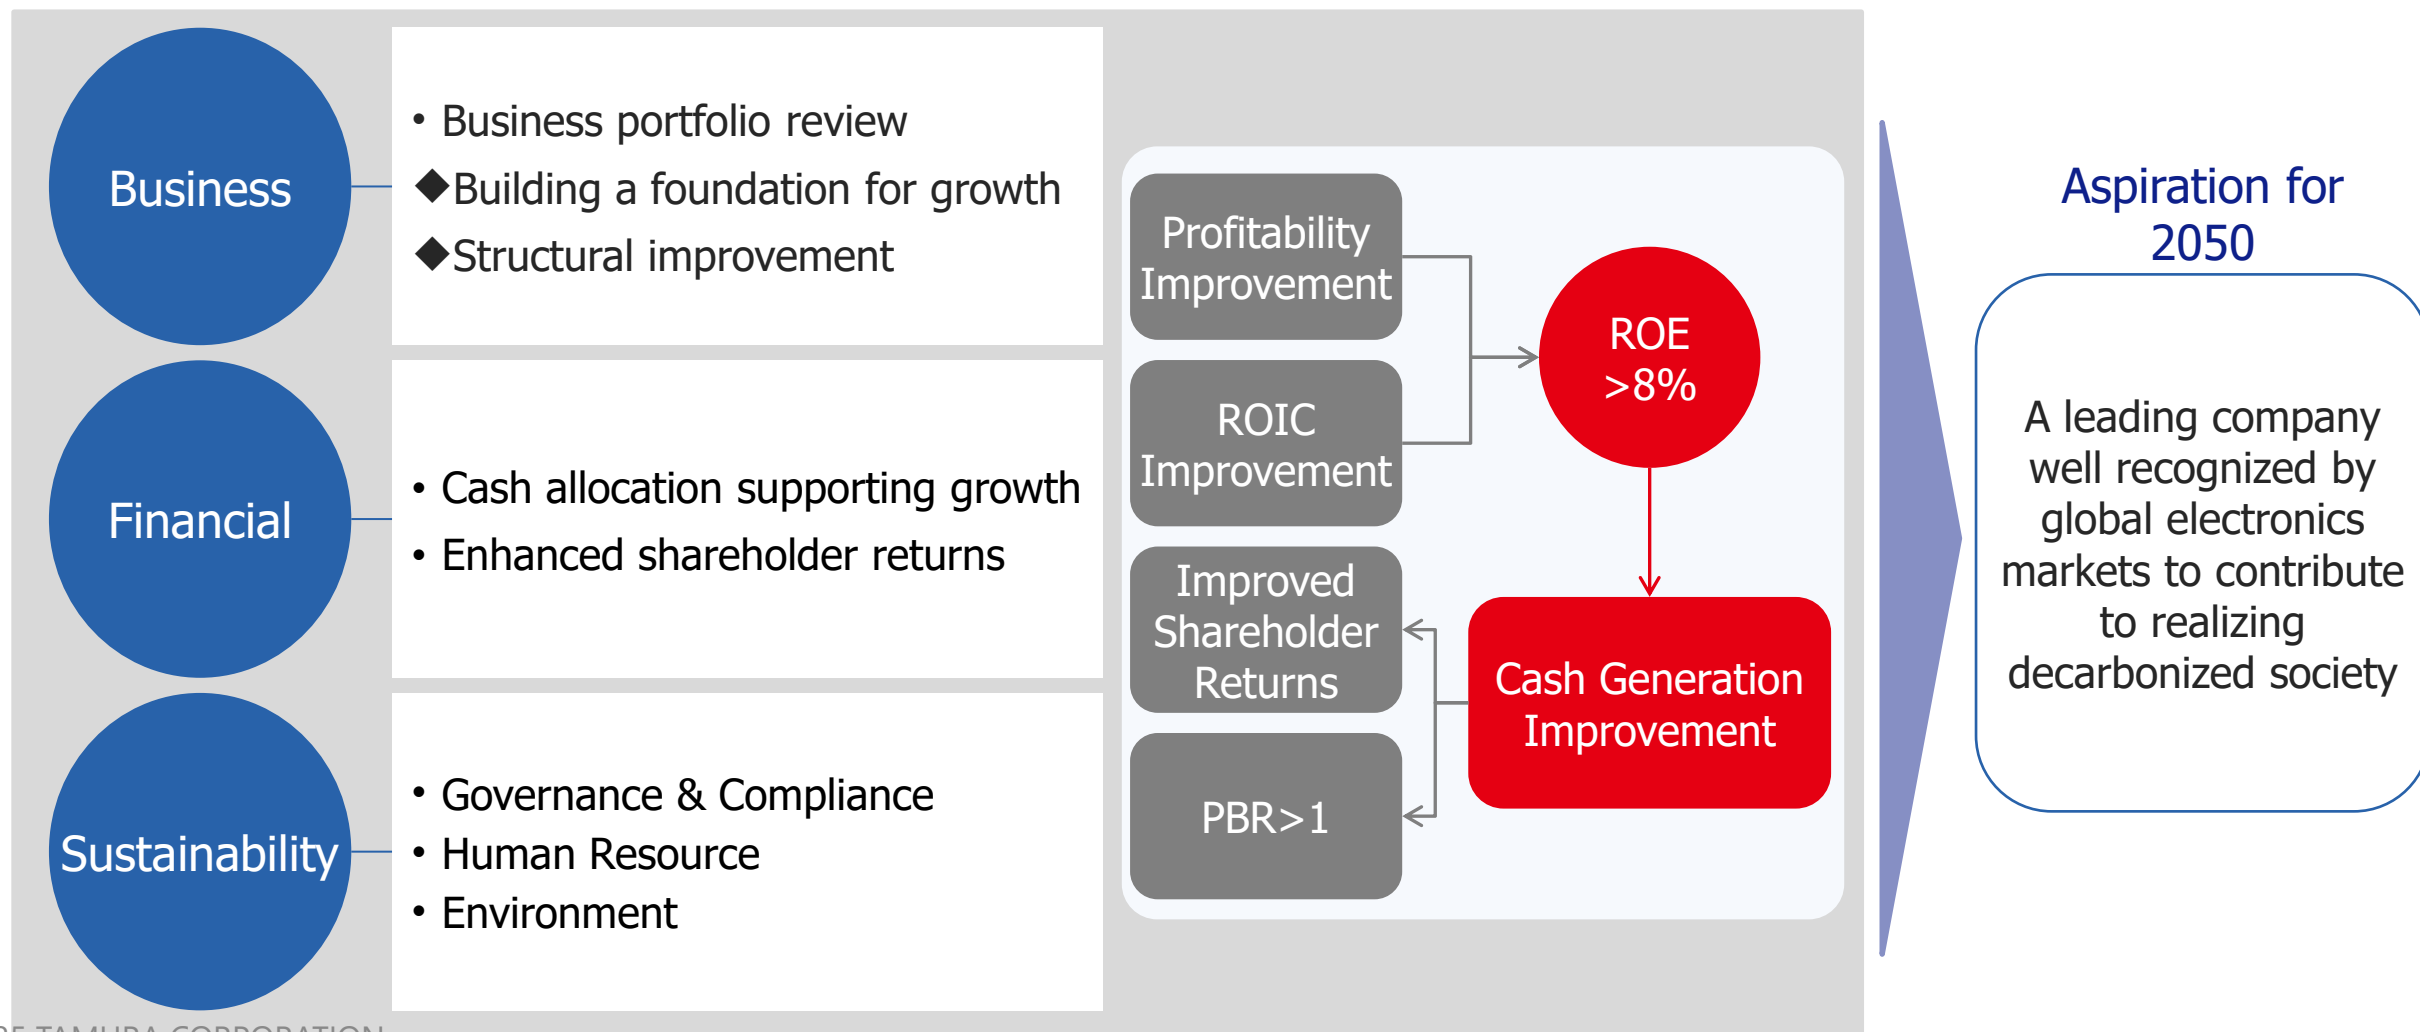 Business
• Business portfolio review
◆Building a foundation for growth
◆Structural improvement
Financial
• Cash allocation supporting growth
• Enhanced shareholder returns
Sustainability
• Governance & Compliance
• Human Resource
• Environment
Profitability
Improvement
ROIC
Improvement
Improved
Shareholder
Returns
PBR>1
ROE
>8%
Cash Generation
Improvement
Aspiration for
2050
A leading company
well recognized by
global electronics
markets to contribute
to realizing
decarbonized society
TAMURA CORPORATION